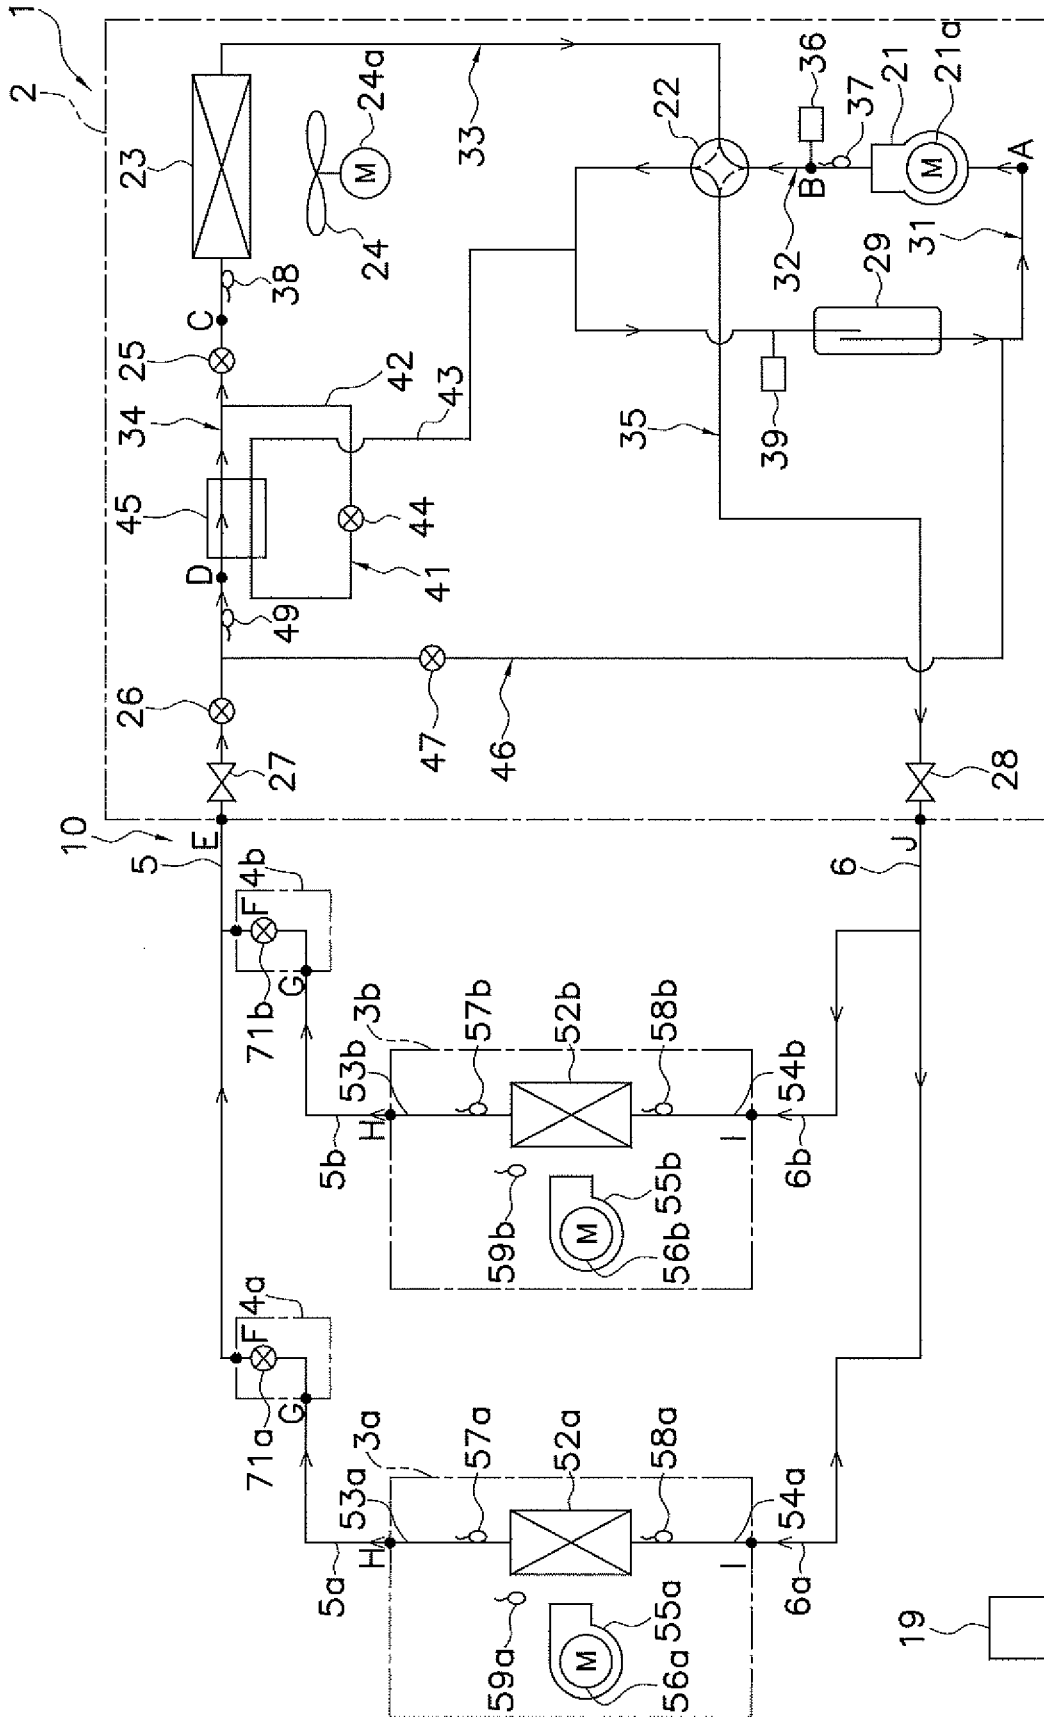 1
2
23
24a
M
24
33
22
36
37
21
21a
M
A
B
32
31
29
38
C
25
34
42
43
39
35
45
44
41
D
49
26
47
46
27
28
10
E
5
J
6
4b
F
G
71b
3b
57b
52b
58b
53b
54b
H
I
5b
6b
59b
M
55b
56b
4a
F
G
71a
3a
57a
52a
58a
53a
54a
H
I
5a
6a
59a
M
55a
56a
19